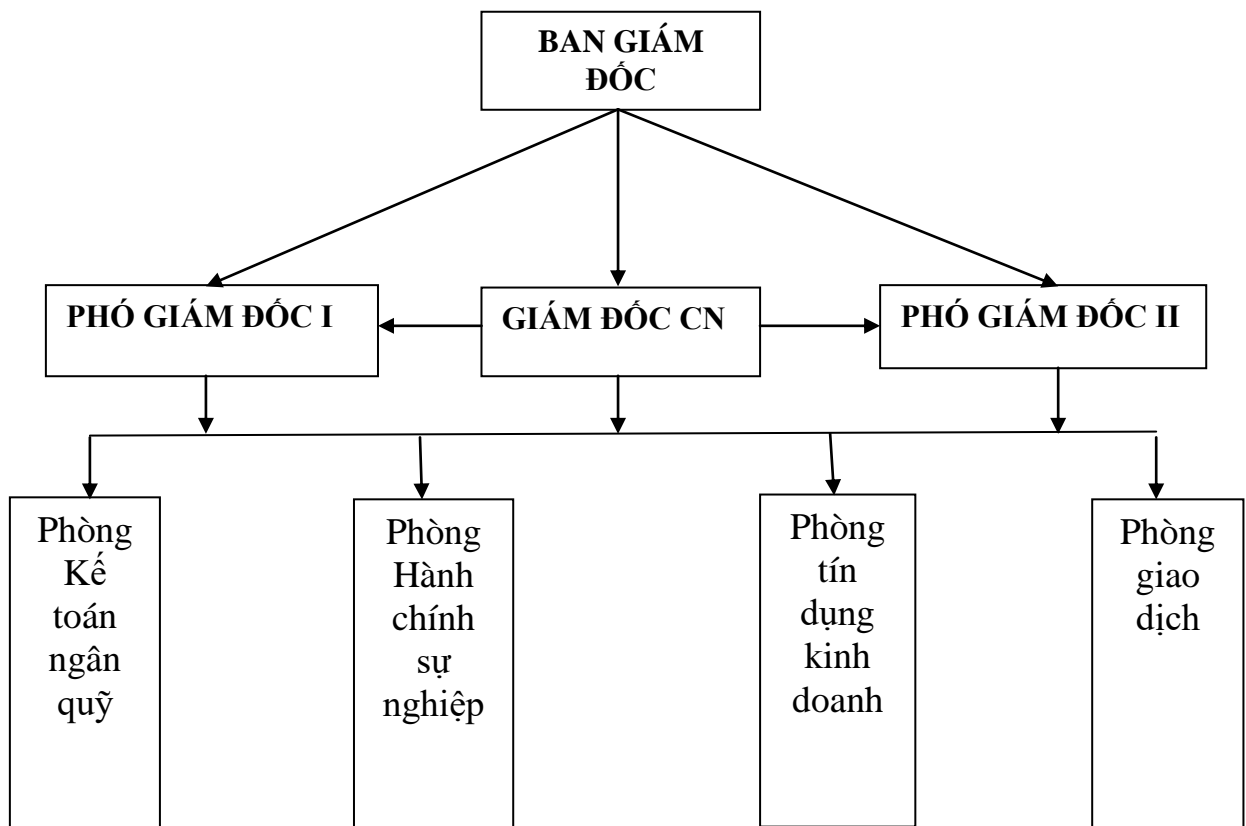 BAN GIÁM
ĐỐC
PHÓ GIÁM ĐỐC I
GIÁM ĐỐC CN
PHÓ GIÁM ĐỐC II
Phòng
Kế
toán
ngân
quỹ
Phòng
Hành
chính
sự
nghiệp
Phòng
tín
dụng
kinh
doanh
Phòng
giao
dịch